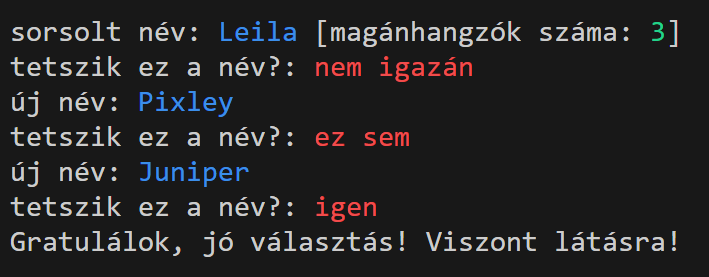 sorsolt név: Leila [magánhangzók száma: 3]
tetszik ez a név?: nem igazán
új név: Pixley
tetszik ez a név?: ez sem
új név: Juniper
tetszik ez a név?: igen
Gratulálok, jó választás! Viszont látásra!